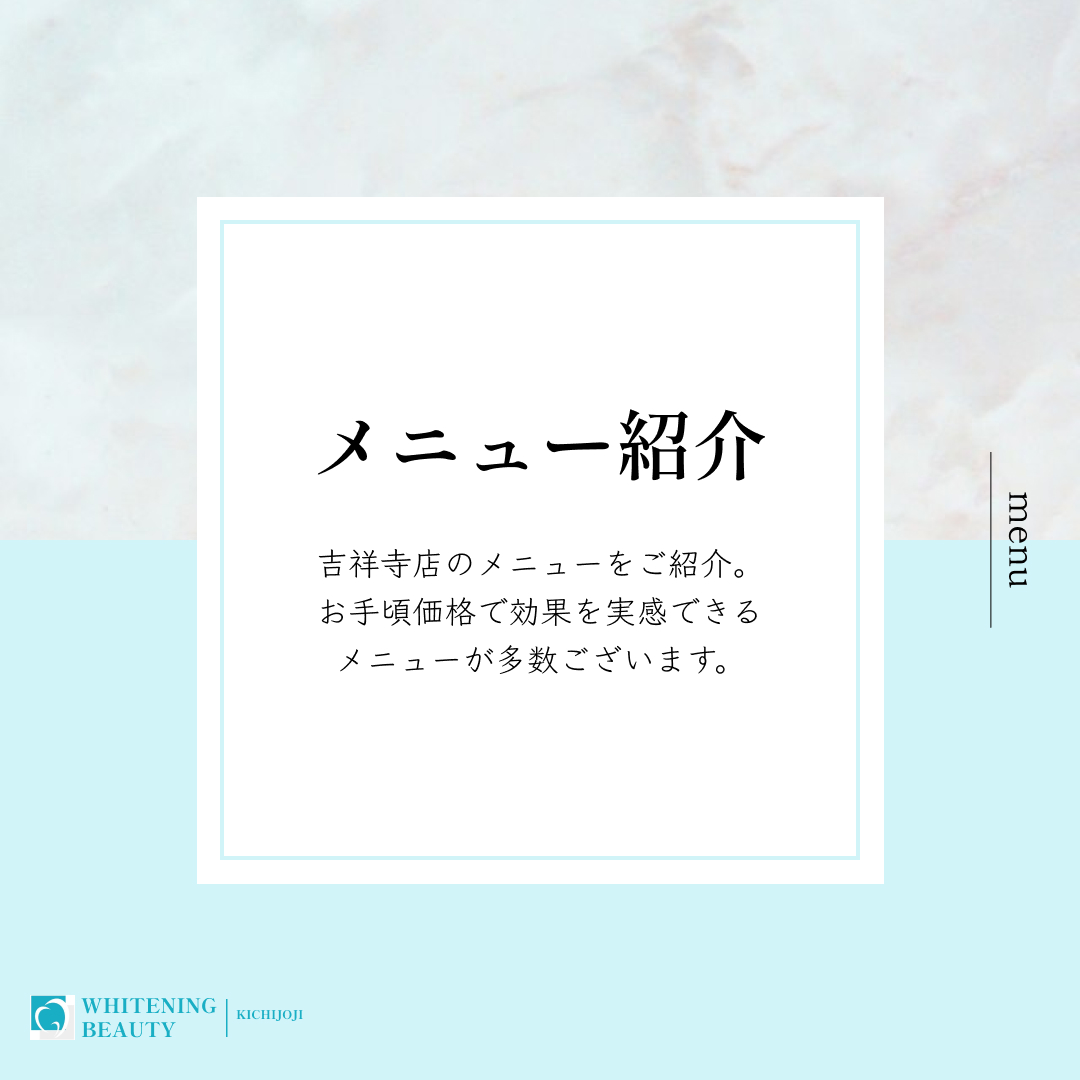 メニュー紹介
吉祥寺店のメニューをご紹介。
お手頃価格で効果を実感できる
メニューが多数ございます。
menu
WHITENING
BEAUTY
KICHIJOJI